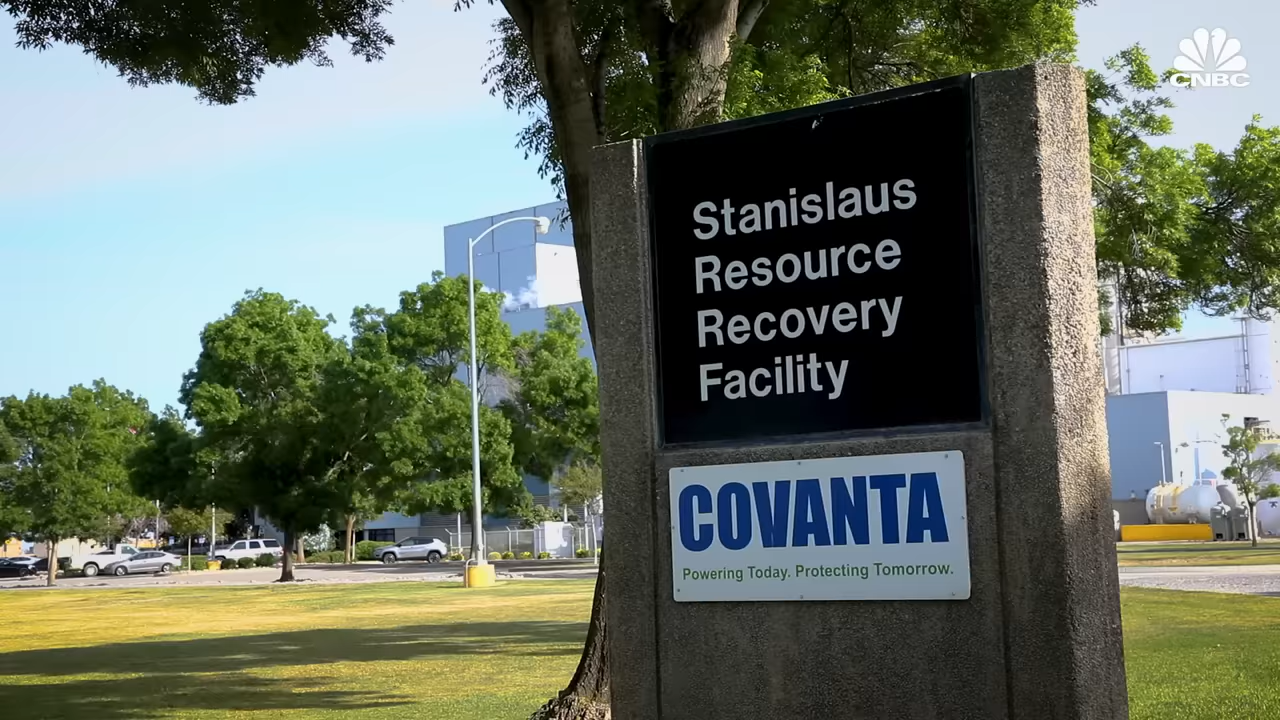 CNBC
Stanislaus
Resource
Recovery
Facility
COVANTA
Powering Today. Protecting Tomorrow.